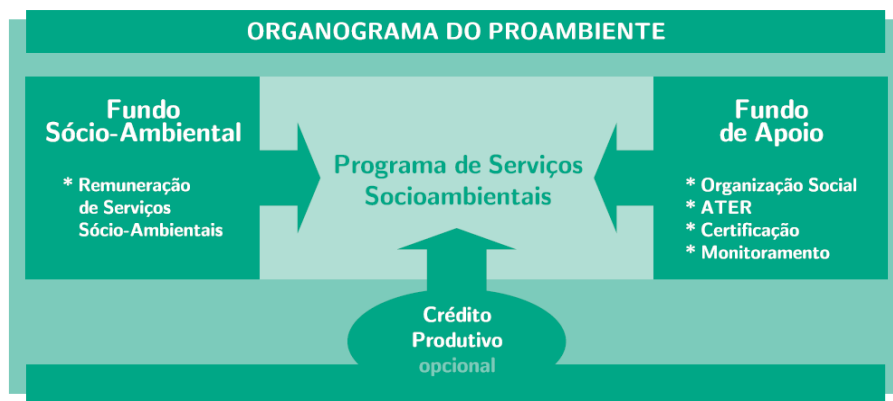 ORGANOGRAMA DO PROAMBIENTE
Fundo
Sócio-Ambiental
* Remuneração
de Serviços
Sócio-Ambientais
Programa de Serviços
Socioambientais
Fundo
de Apoio
* Organização Social
* ATER
* Certificação
* Monitoramento
Crédito
Produtivo
opcional